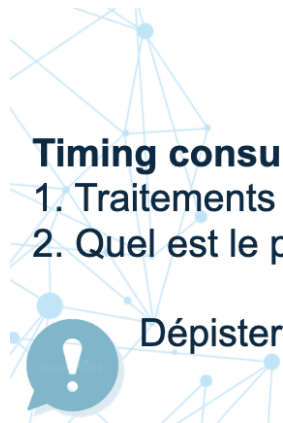 Timing consu
1. Traitements
2. Quel est le p
Dépister
!